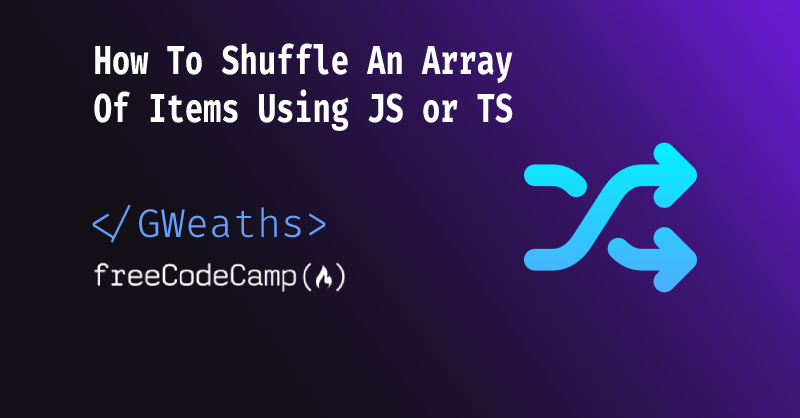 How To Shuffle An Array
Of Items Using JS or TS
</GWeaths>
freeCodeCamp(🔥)